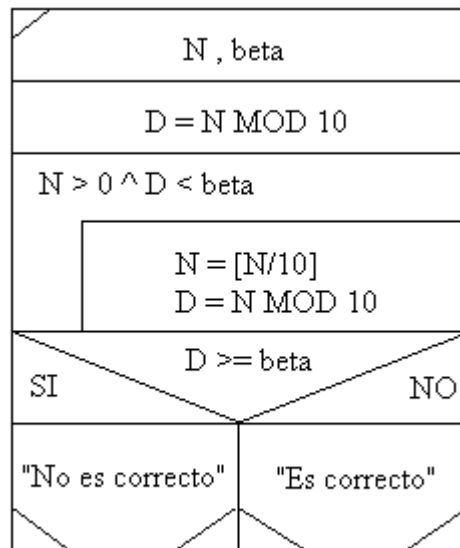 N , beta
D = N MOD 10
N > 0 ^ D < beta
N = [N/10]
D = N MOD 10
D >= beta
SI
NO
"No es correcto"
"Es correcto"